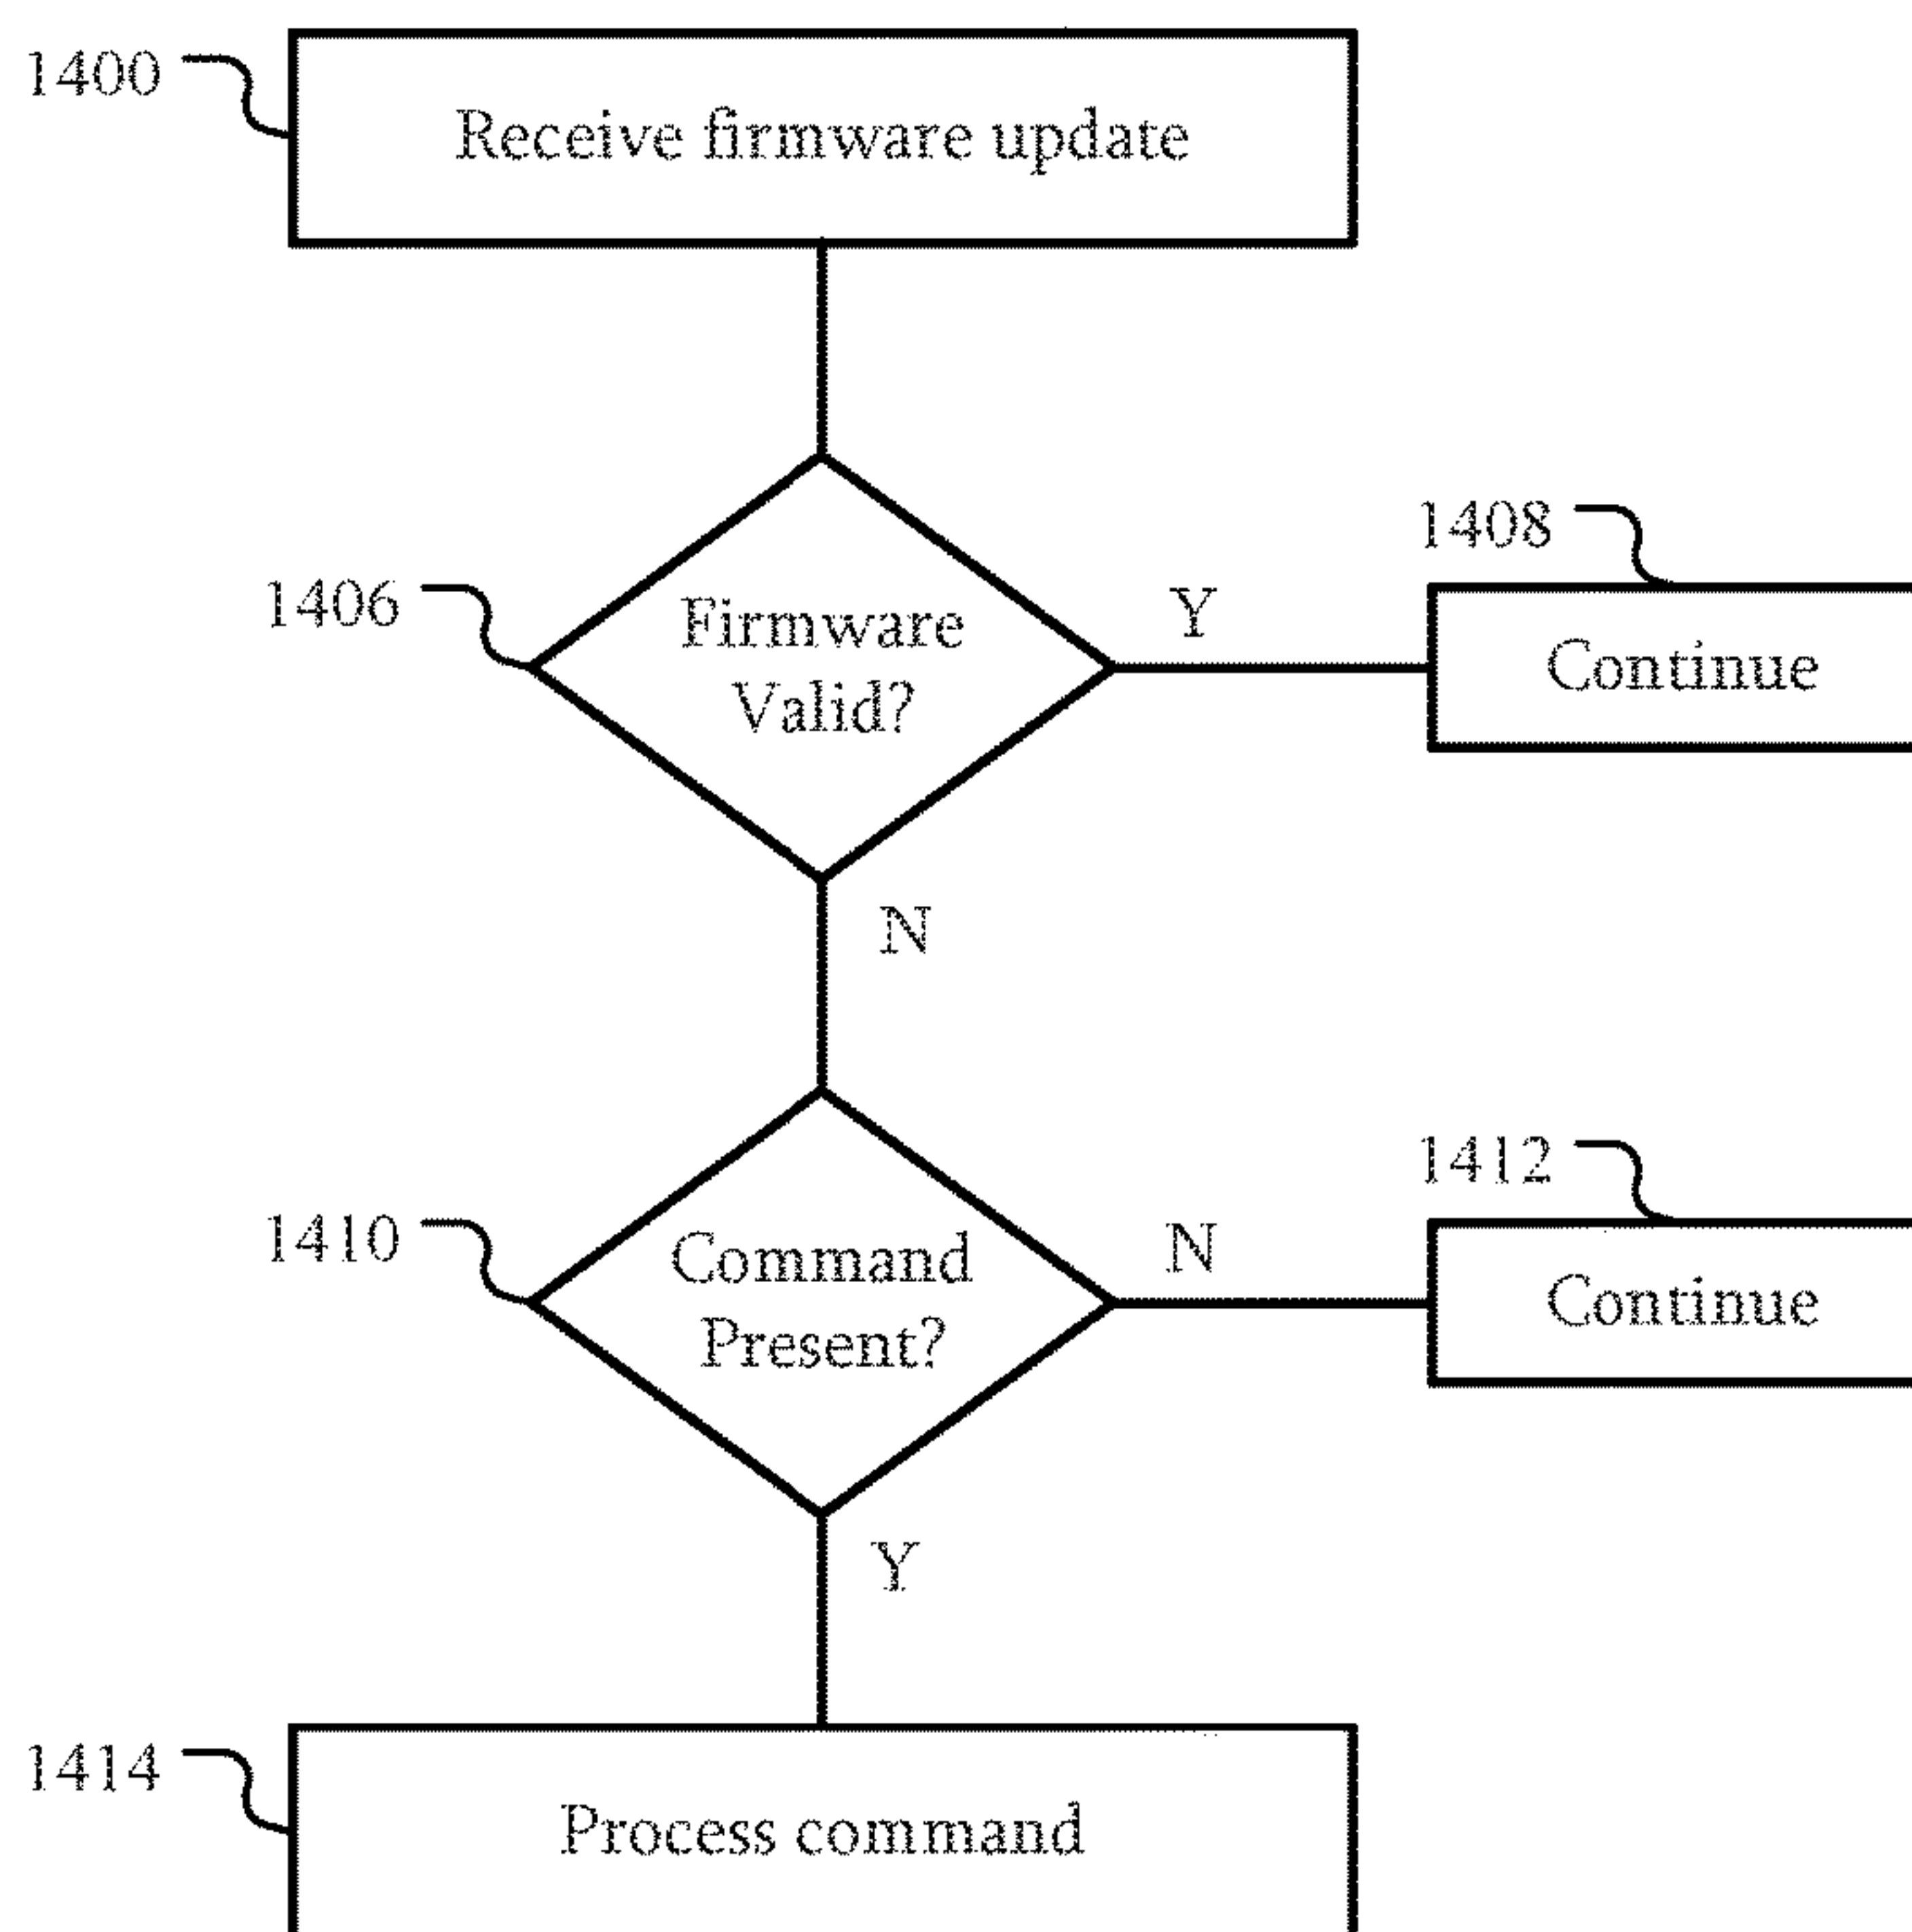 1400
Receive firmware update
1408
1406
Firmware
Valid?
Y
Continue
N
1412
1410
Command
Present?
N
Continue
Y
1414
Process command